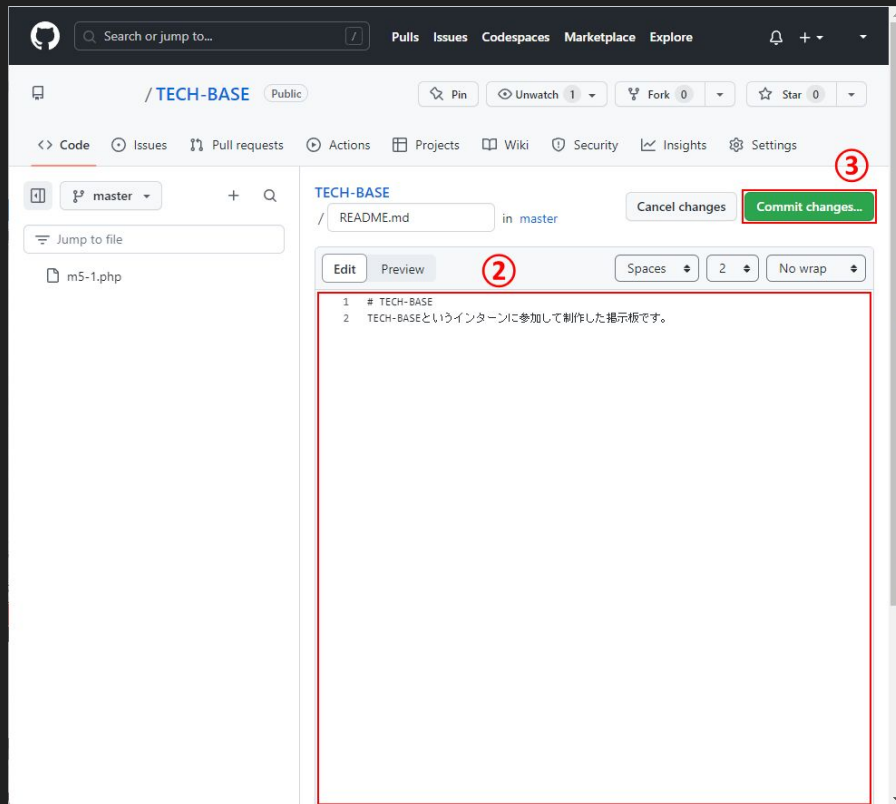 Search or jump to... / Pulls Issues Codespaces Marketplace Explore
/ TECH-BASE Public Pin Unwatch 1 Fork 0 Star 0
Code Issues Pull requests Actions Projects Wiki Security Insights Settings
③
master
TECH-BASE
/ README.md in master
Cancel changes Commit changes...
Jump to file
m5-1.php
Edit Preview ② Spaces 2 No wrap
1 # TECH-BASE
2 TECH-BASEというインターンに参加して制作した掲示板です。